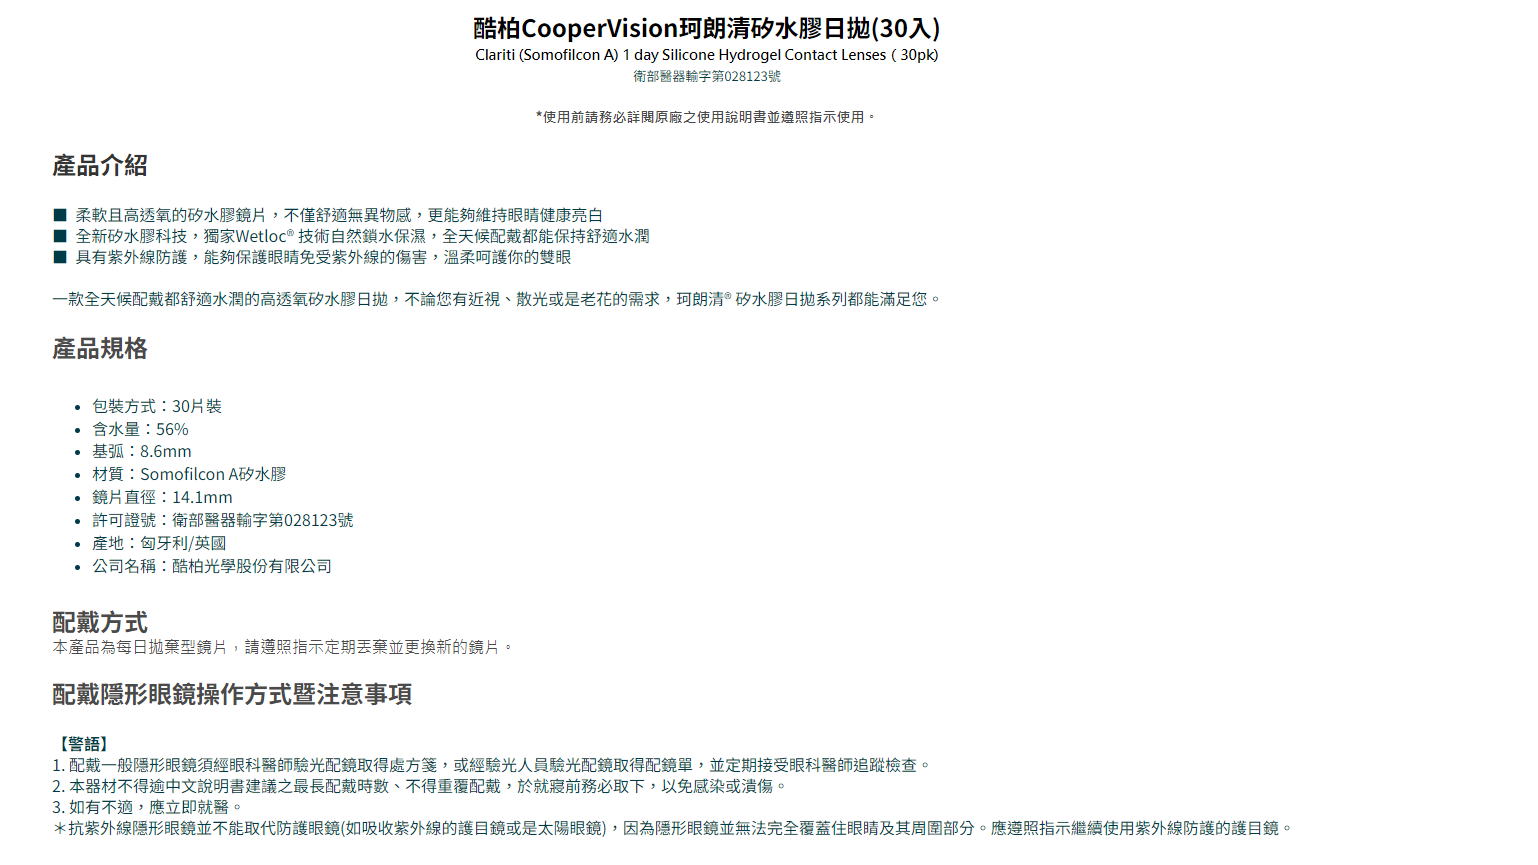 酷柏CooperVision珂朗清矽水膠日拋(30入)
Clariti (Somofilcon A) 1 day Silicone Hydrogel Contact Lenses ( 30pk)
衛部醫器輸字第028123號
*使用前請務必詳閱原廠之使用說明書並遵照指示使用。
產品介紹
■ 柔軟且高透氧的矽水膠鏡片，不僅舒適無異物感，更能夠維持眼睛健康亮白
■ 全新矽水膠科技，獨家Wetloc® 技術自然鎖水保濕，全天候配戴都能保持舒適水潤
■ 具有紫外線防護，能夠保護眼睛免受紫外線的傷害，溫柔呵護你的雙眼
一款全天候配戴都舒適水潤的高透氧矽水膠日拋，不論您有近視、散光或是老花的需求，珂朗清® 矽水膠日拋系列都能滿足您。
產品規格
• 包裝方式：30片裝
• 含水量：56%
• 基弧：8.6mm
• 材質：Somofilcon A矽水膠
• 鏡片直徑：14.1mm
• 許可證號：衛部醫器輸字第028123號
• 產地：匈牙利/英國
• 公司名稱：酷柏光學股份有限公司
配戴方式
本產品為每日拋棄型鏡片，請遵照指示定期丟棄並更換新的鏡片。
配戴隱形眼鏡操作方式暨注意事項
【警語】
1. 配戴一般隱形眼鏡須經眼科醫師驗光配鏡取得處方箋，或經驗光人員驗光配鏡取得配鏡單，並定期接受眼科醫師追蹤檢查。
2. 本器材不得逾中文說明書建議之最長配戴時數、不得重覆配戴，於就寢前務必取下，以免感染或潰傷。
3. 如有不適，應立即就醫。
＊抗紫外線隱形眼鏡並不能取代防護眼鏡(如吸收紫外線的護目鏡或是太陽眼鏡)，因為隱形眼鏡並無法完全覆蓋住眼睛及其周圍部分。應遵照指示繼續使用紫外線防護的護目鏡。